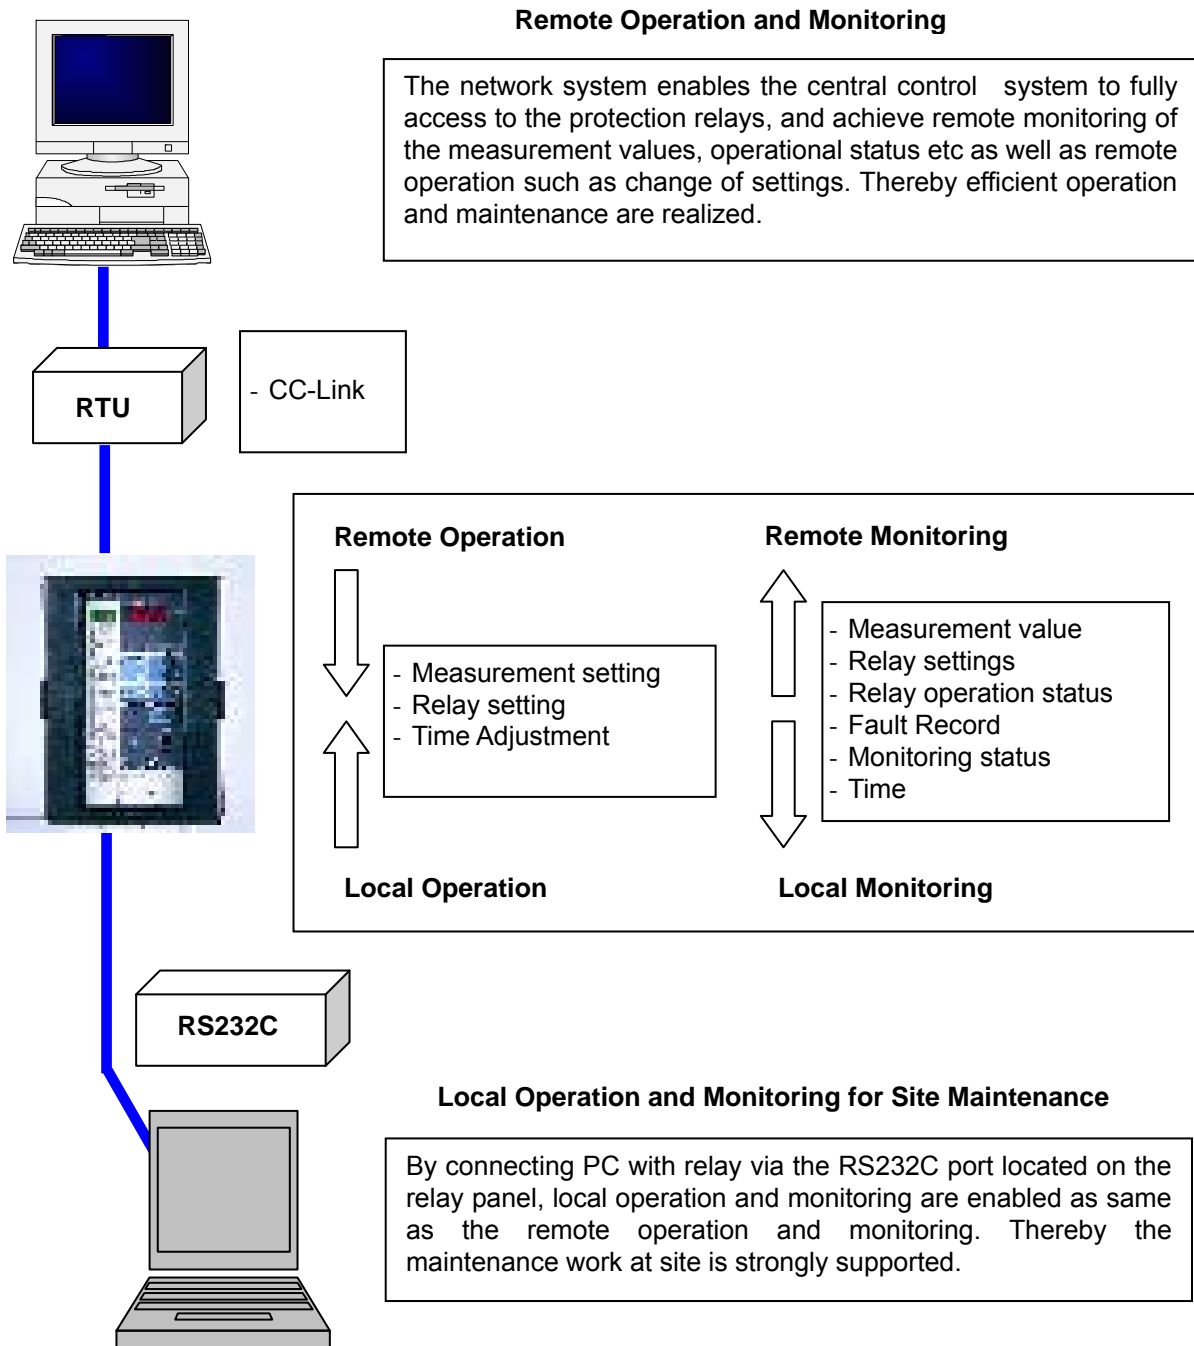 Remote Operation and Monitoring
The network system enables the central control system to fully
access to the protection relays, and achieve remote monitoring of
the measurement values, operational status etc as well as remote
operation such as change of settings. Thereby efficient operation
and maintenance are realized.
RTU
- CC-Link
Remote Operation
- Measurement setting
- Relay setting
- Time Adjustment
Local Operation
Remote Monitoring
- Measurement value
- Relay settings
- Relay operation status
- Fault Record
- Monitoring status
- Time
Local Monitoring
RS232C
Local Operation and Monitoring for Site Maintenance
By connecting PC with relay via the RS232C port located on the
relay panel, local operation and monitoring are enabled as same
as the remote operation and monitoring. Thereby the
maintenance work at site is strongly supported.